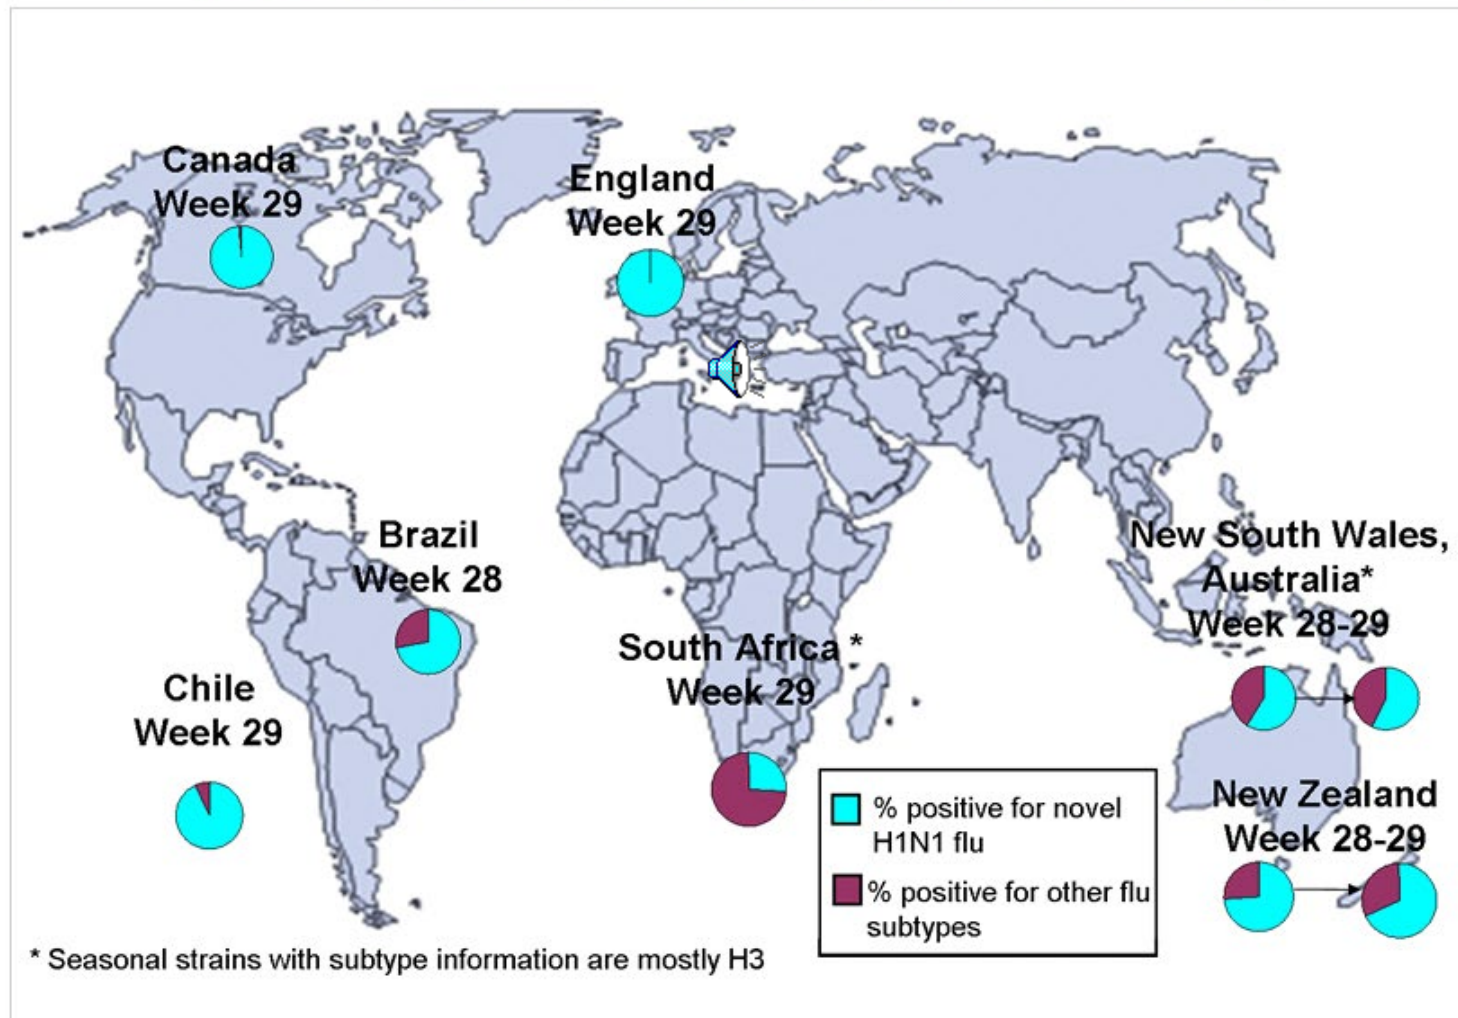 Canada
Week 29
England
Week 29
Brazil
Week 28
New South Wales,
Australia*
Week 28-29
South Africa *
Week 29
Chile
Week 29
New Zealand
Week 28-29
% positive for novel
H1N1 flu
% positive for other flu
subtypes
* Seasonal strains with subtype information are mostly H3